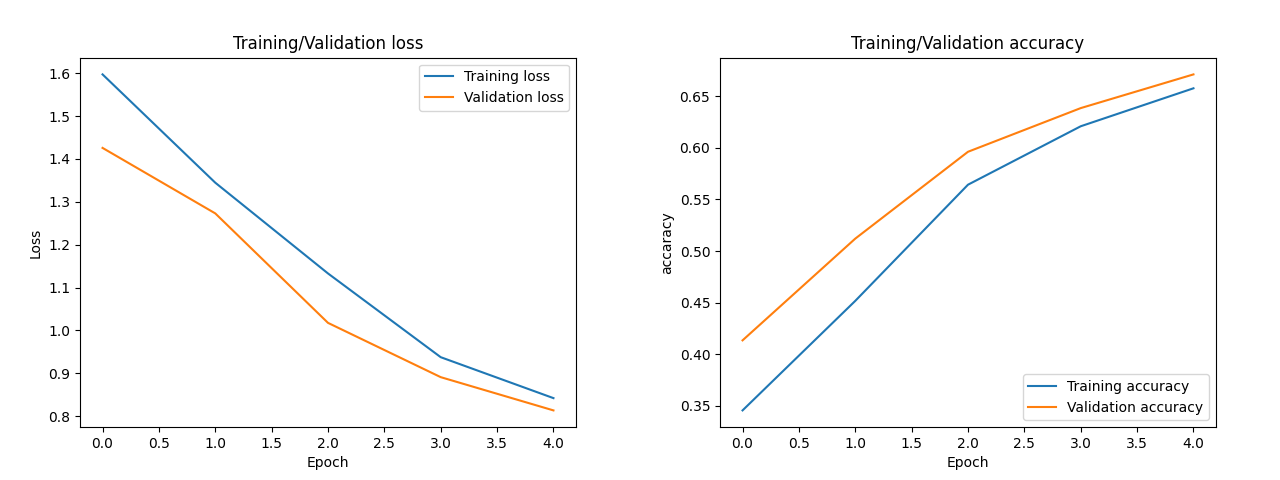 Training/Validation loss
1.6
1.5
1.4
1.3
1.2
1.1
1.0
0.9
0.8
Loss
Training loss
Validation loss
0.0 0.5 1.0 1.5 2.0 2.5 3.0 3.5 4.0
Epoch
Training/Validation accuracy
0.65
0.60
0.55
0.50
0.45
0.40
0.35
accaracy
Training accuracy
Validation accuracy
0.0 0.5 1.0 1.5 2.0 2.5 3.0 3.5 4.0
Epoch